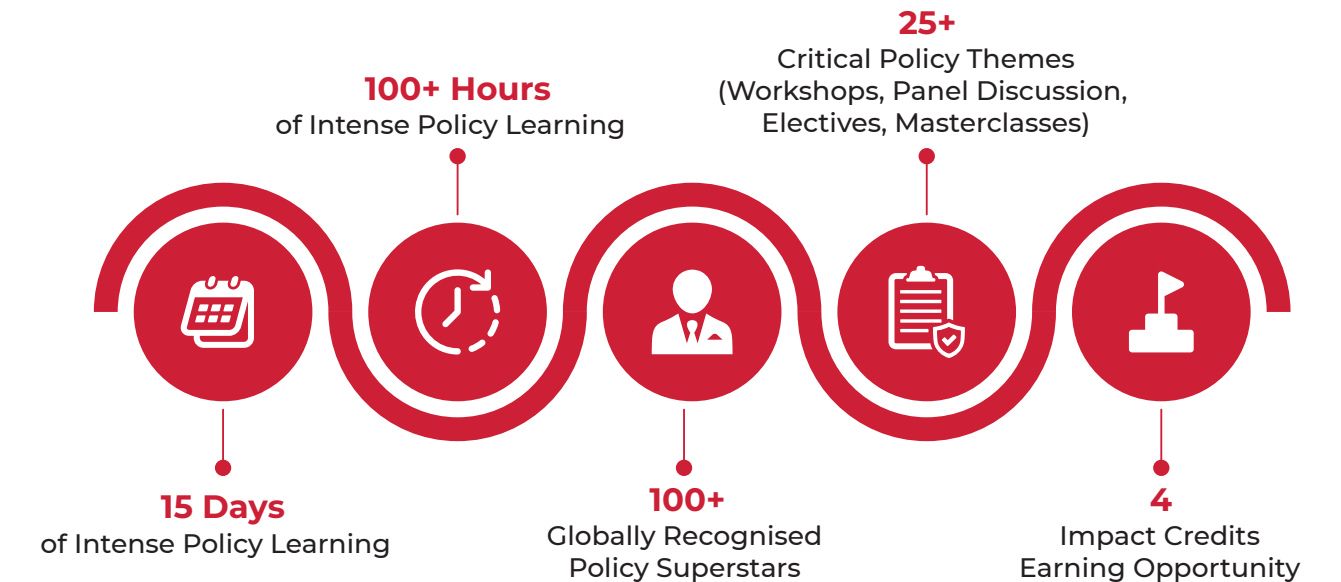 15 Days
of Intense Policy Learning
100+ Hours
of Intense Policy Learning
100+
Globally Recognised
Policy Superstars
25+
Critical Policy Themes
(Workshops, Panel Discussion,
Electives, Masterclasses)
4
Impact Credits
Earning Opportunity